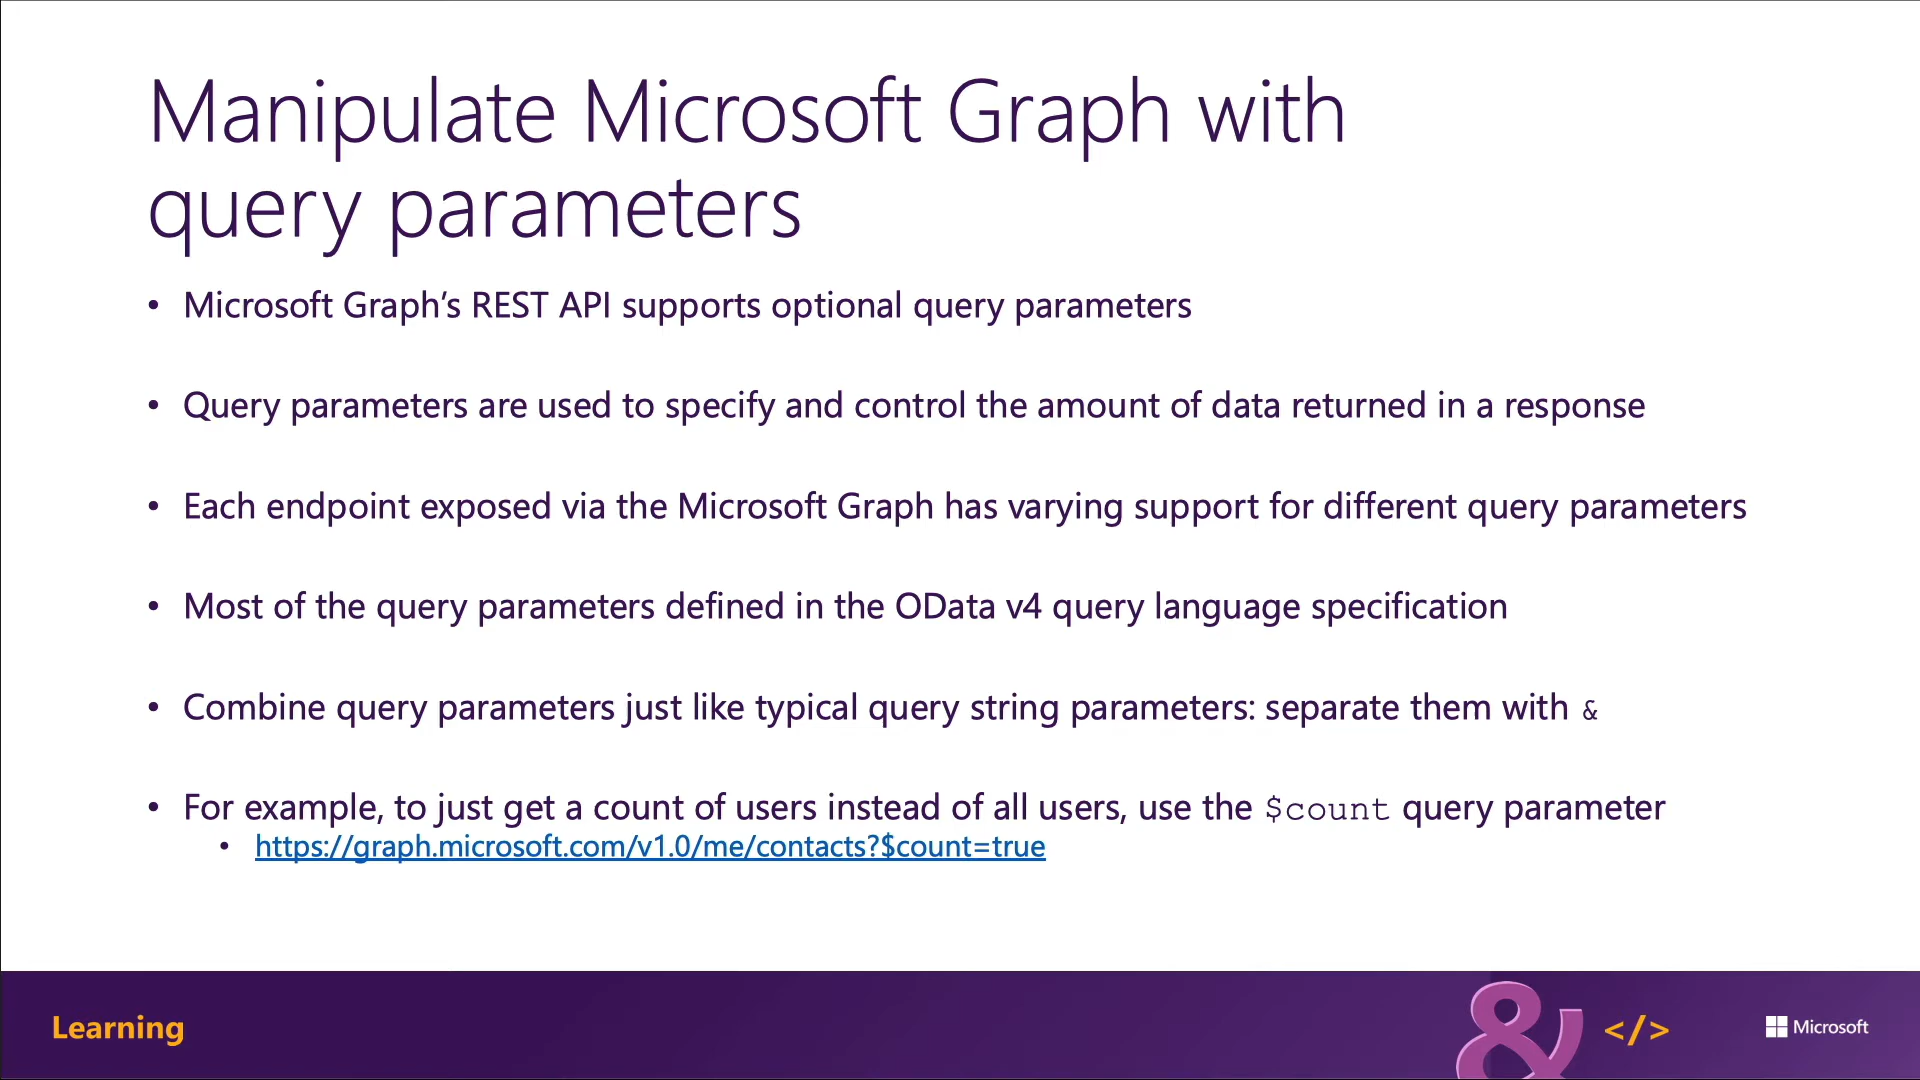 Manipulate Microsoft Graph with
query parameters
• Microsoft Graph’s REST API supports optional query parameters
• Query parameters are used to specify and control the amount of data returned in a response
• Each endpoint exposed via the Microsoft Graph has varying support for different query parameters
• Most of the query parameters defined in the OData v4 query language specification
• Combine query parameters just like typical query string parameters: separate them with &
• For example, to just get a count of users instead of all users, use the $count query parameter
• https://graph.microsoft.com/v1.0/me/contacts?$count=true
Learning
& </>
Microsoft